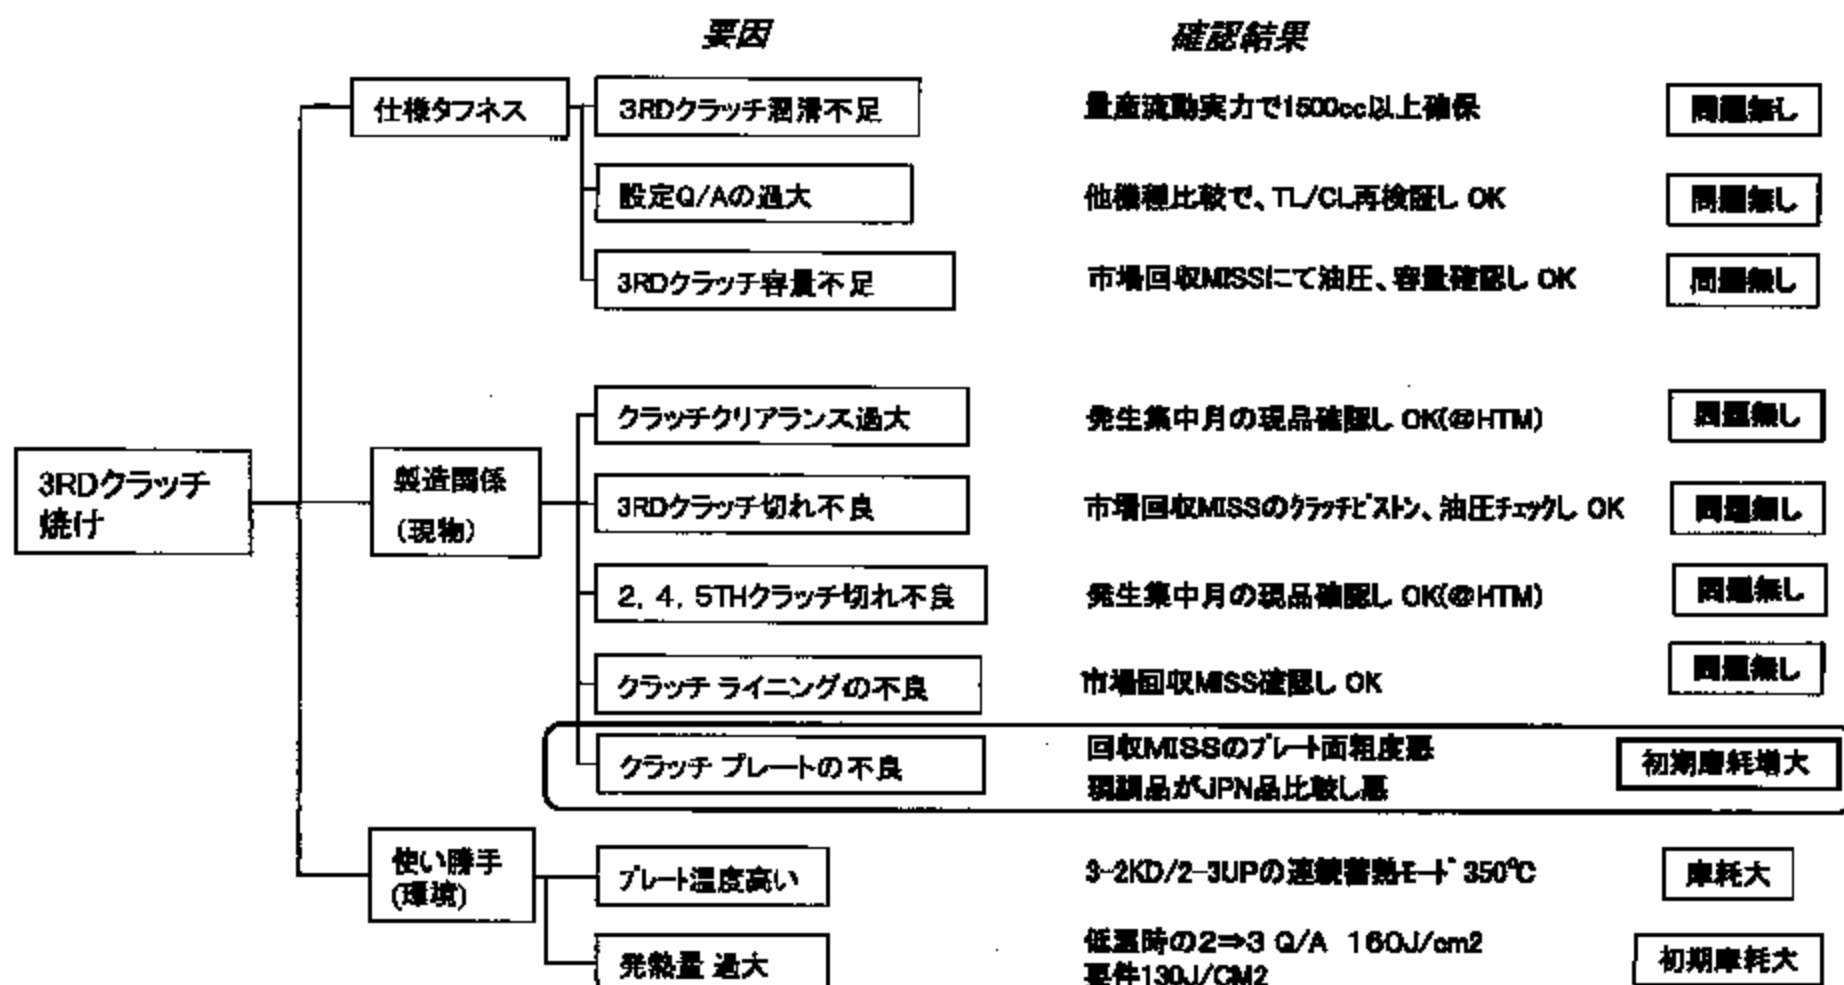 要因 確認結果
仕様タフネス 3RDクラッチ潤滑不足 量産流動実力で1500cc以上確保 問題無し
設定Q/Aの過大 他機種比較で、TL/CL再検証し OK 問題無し
3RDクラッチ容量不足 市場回収MISSにて油圧、容量確認し OK 問題無し
クラッチクリアランス過大 発生集中月の現品確認し OK(@HTM) 問題無し
3RDクラッチ
焼け
製造関係
(現物)
3RDクラッチ切れ不良 市場回収MISSのクラッチピストン、油圧チェックし OK 問題無し
2, 4, 5THクラッチ切れ不良 発生集中月の現品確認し OK(@HTM) 問題無し
クラッチ ライニングの不良 市場回収MISS確認し OK 問題無し
クラッチ プレートの不良
回収MISSのプレート面粗度悪
現調品がJPN品比較し悪
初期磨耗増大
使い勝手
(環境)
プレート温度高い 3-2KD/2-3UPの連続蓄熱モード 350℃ 摩耗大
発熱量 過大
低温時の2⇒3 Q/A 160J/cm2
要件130J/CM2
初期摩耗大